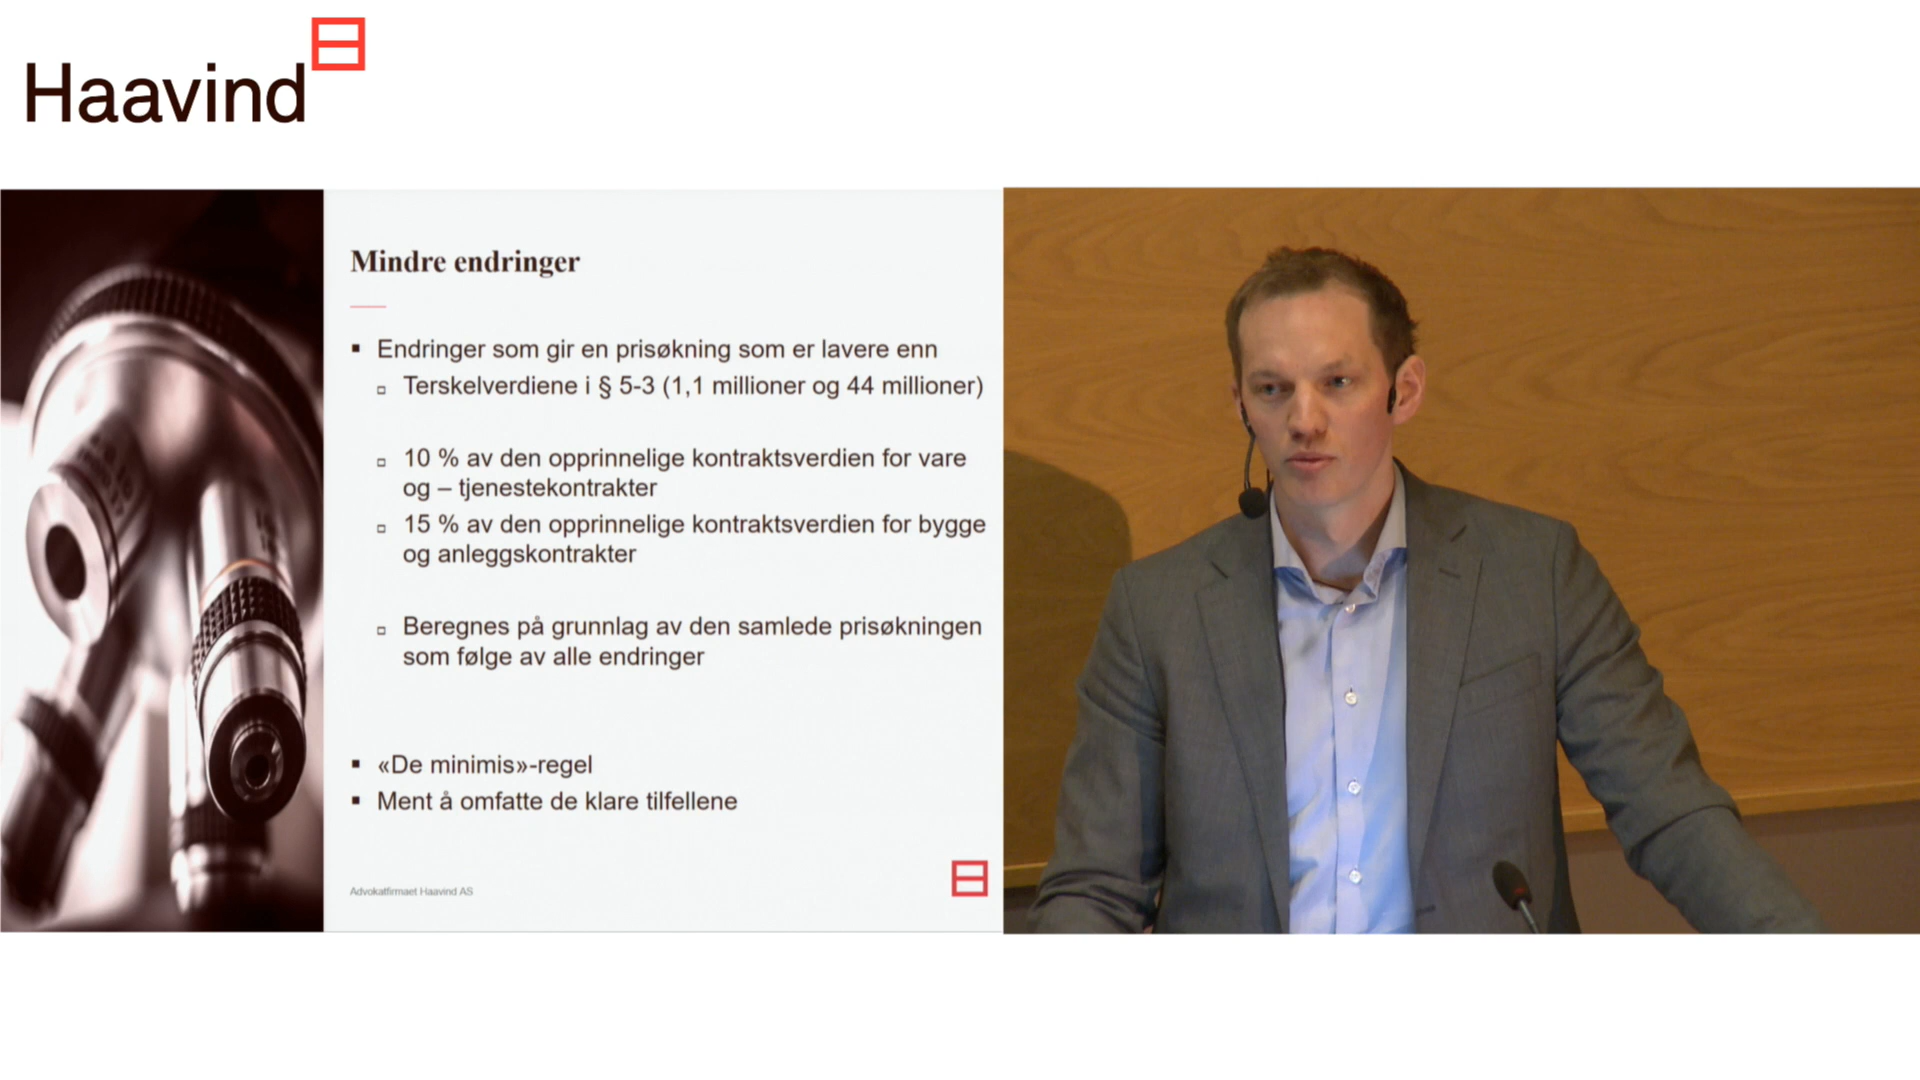 Haavind
Mindre endringer
▪ Endringer som gir en prisøkning som er lavere enn
▫ Terskelverdiene i § 5-3 (1,1 millioner og 44 millioner)
▫ 10 % av den opprinnelige kontraktsverdien for vare
og – tjenestekontrakter
▫ 15 % av den opprinnelige kontraktsverdien for bygge
og anleggskontrakter
▫ Beregnes på grunnlag av den samlede prisøkningen
som følge av alle endringer
▪ «De minimis»-regel
▪ Ment å omfatte de klare tilfellene
Advokatfirmaet Haavind AS